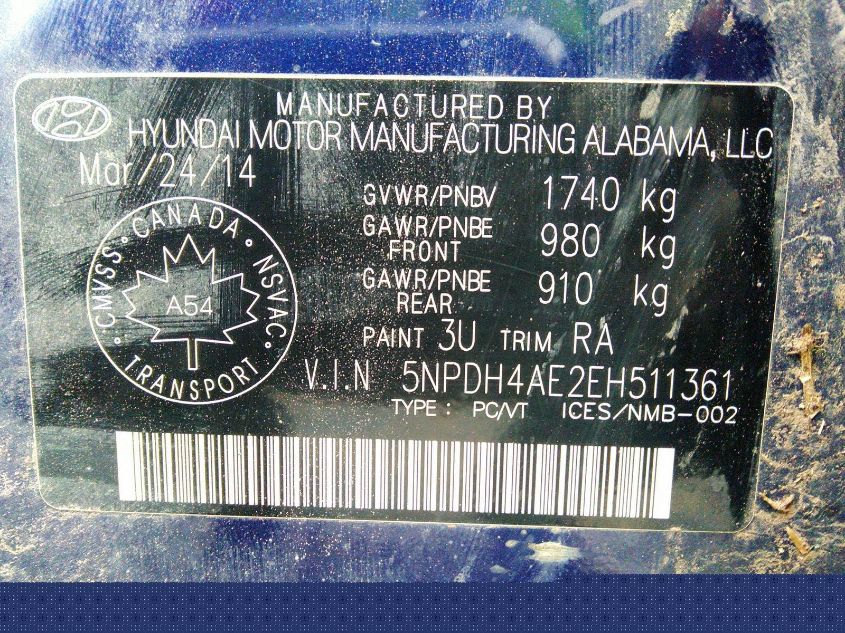 MANUFACTURED BY
HYUNDAI MOTOR MANUFACTURING ALABAMA, LLC
Mar/24/14
GVWR/PNBV 1740 kg
GAWR/PNBE FRONT 980 kg
GAWR/PNBE REAR 910 kg
PAINT 3U TRIM RA
V.I.N 5NPDH4AE2EH511361
TYPE : PC/VT ICES/NMB-002
CANADA
CMVSS · NSVAC
A54
TRANSPORT